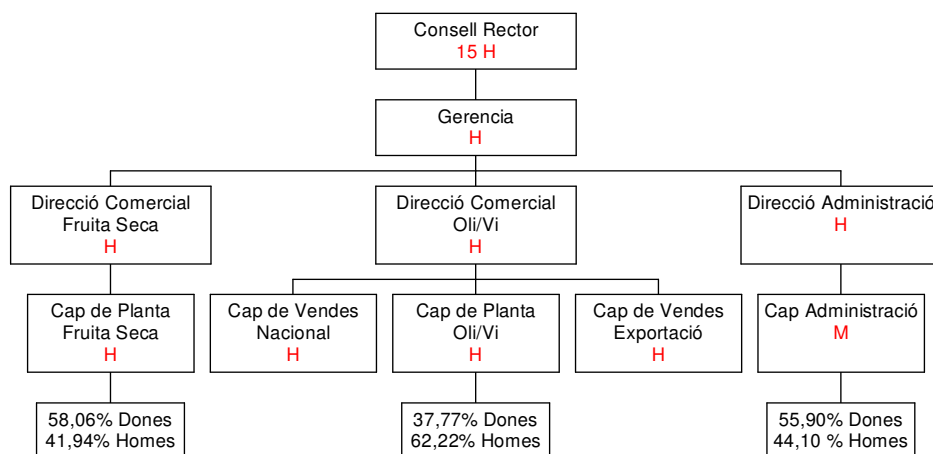 Consell Rector
15 H
Gerencia
H
Direcció Comercial
Fruita Seca
H
Direcció Comercial
Oli/Vi
H
Direcció Administració
H
Cap de Planta
Fruita Seca
H
Cap de Vendes
Nacional
H
Cap de Planta
Oli/Vi
H
Cap de Vendes
Exportació
H
Cap Administració
M
58,06% Dones
41,94% Homes
37,77% Dones
62,22% Homes
55,90% Dones
44,10 % Homes